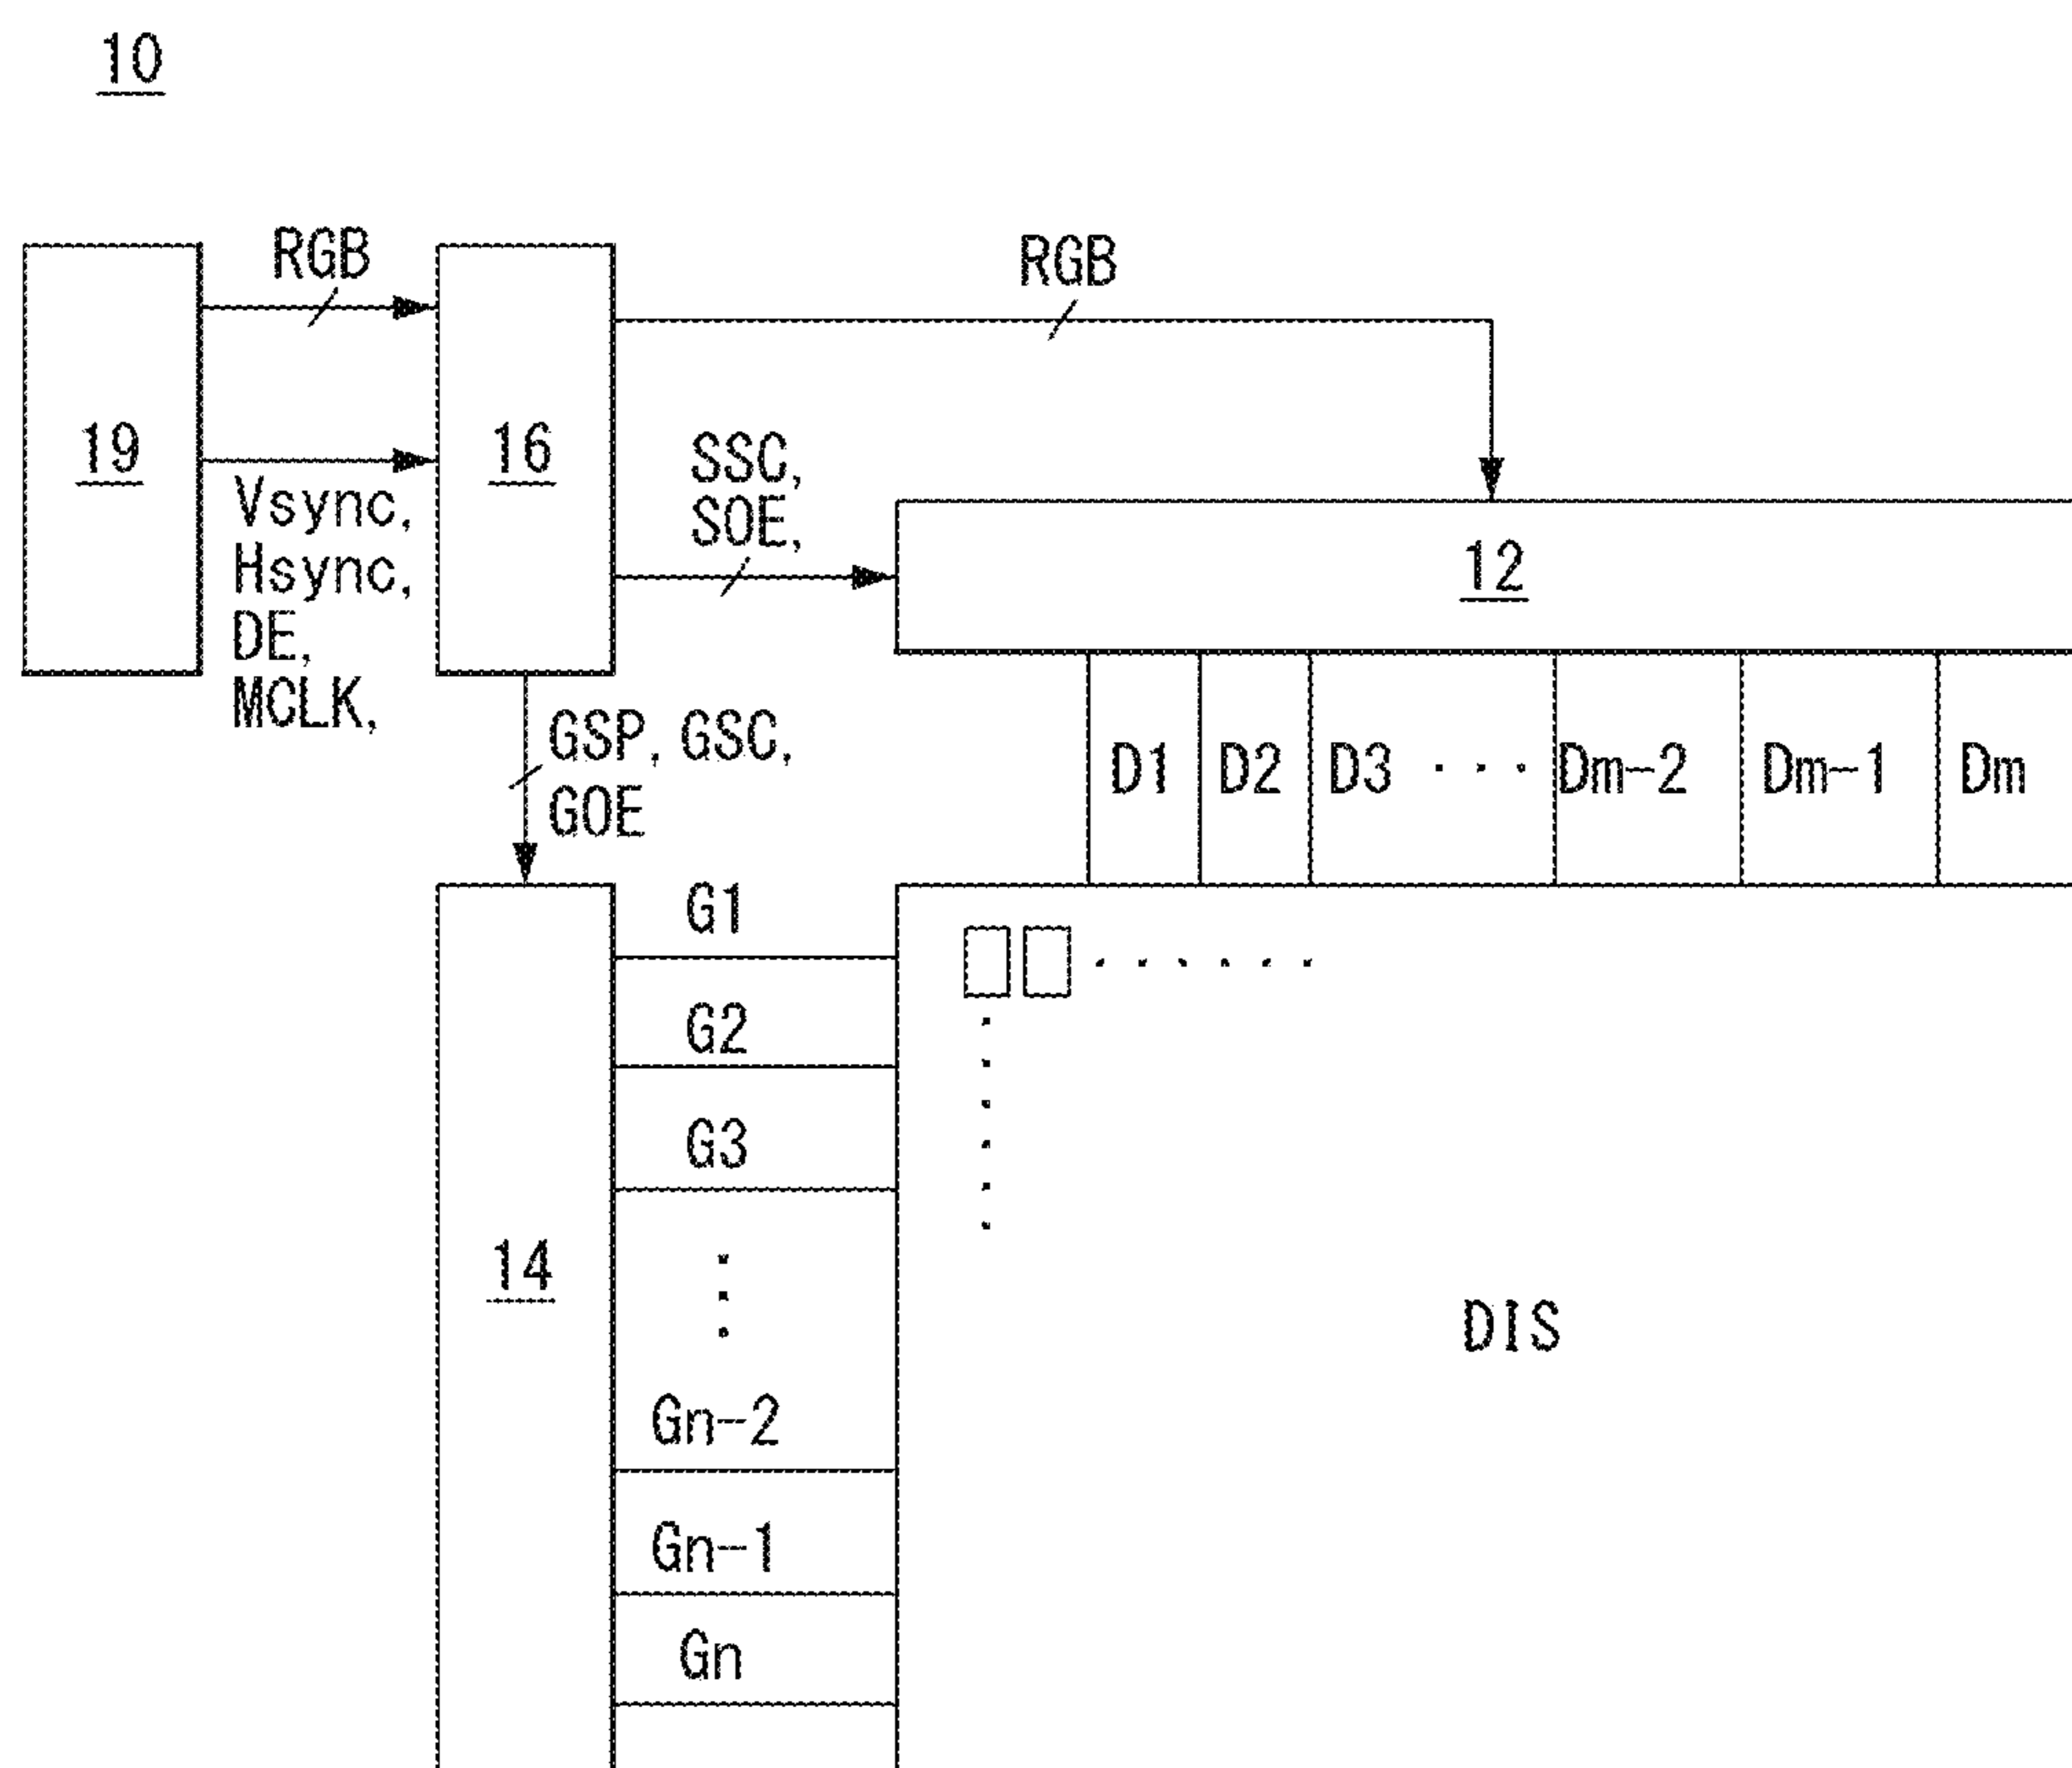 10
RGB
RGB
19
16
SSC,
SOE,
Vsync,
Hsync,
DE,
MCLK,
12
GSP, GSC,
GOE
D1 D2 D3 ··· Dm-2 Dm-1 Dm
G1
G2
G3
14
DIS
Gn-2
Gn-1
Gn